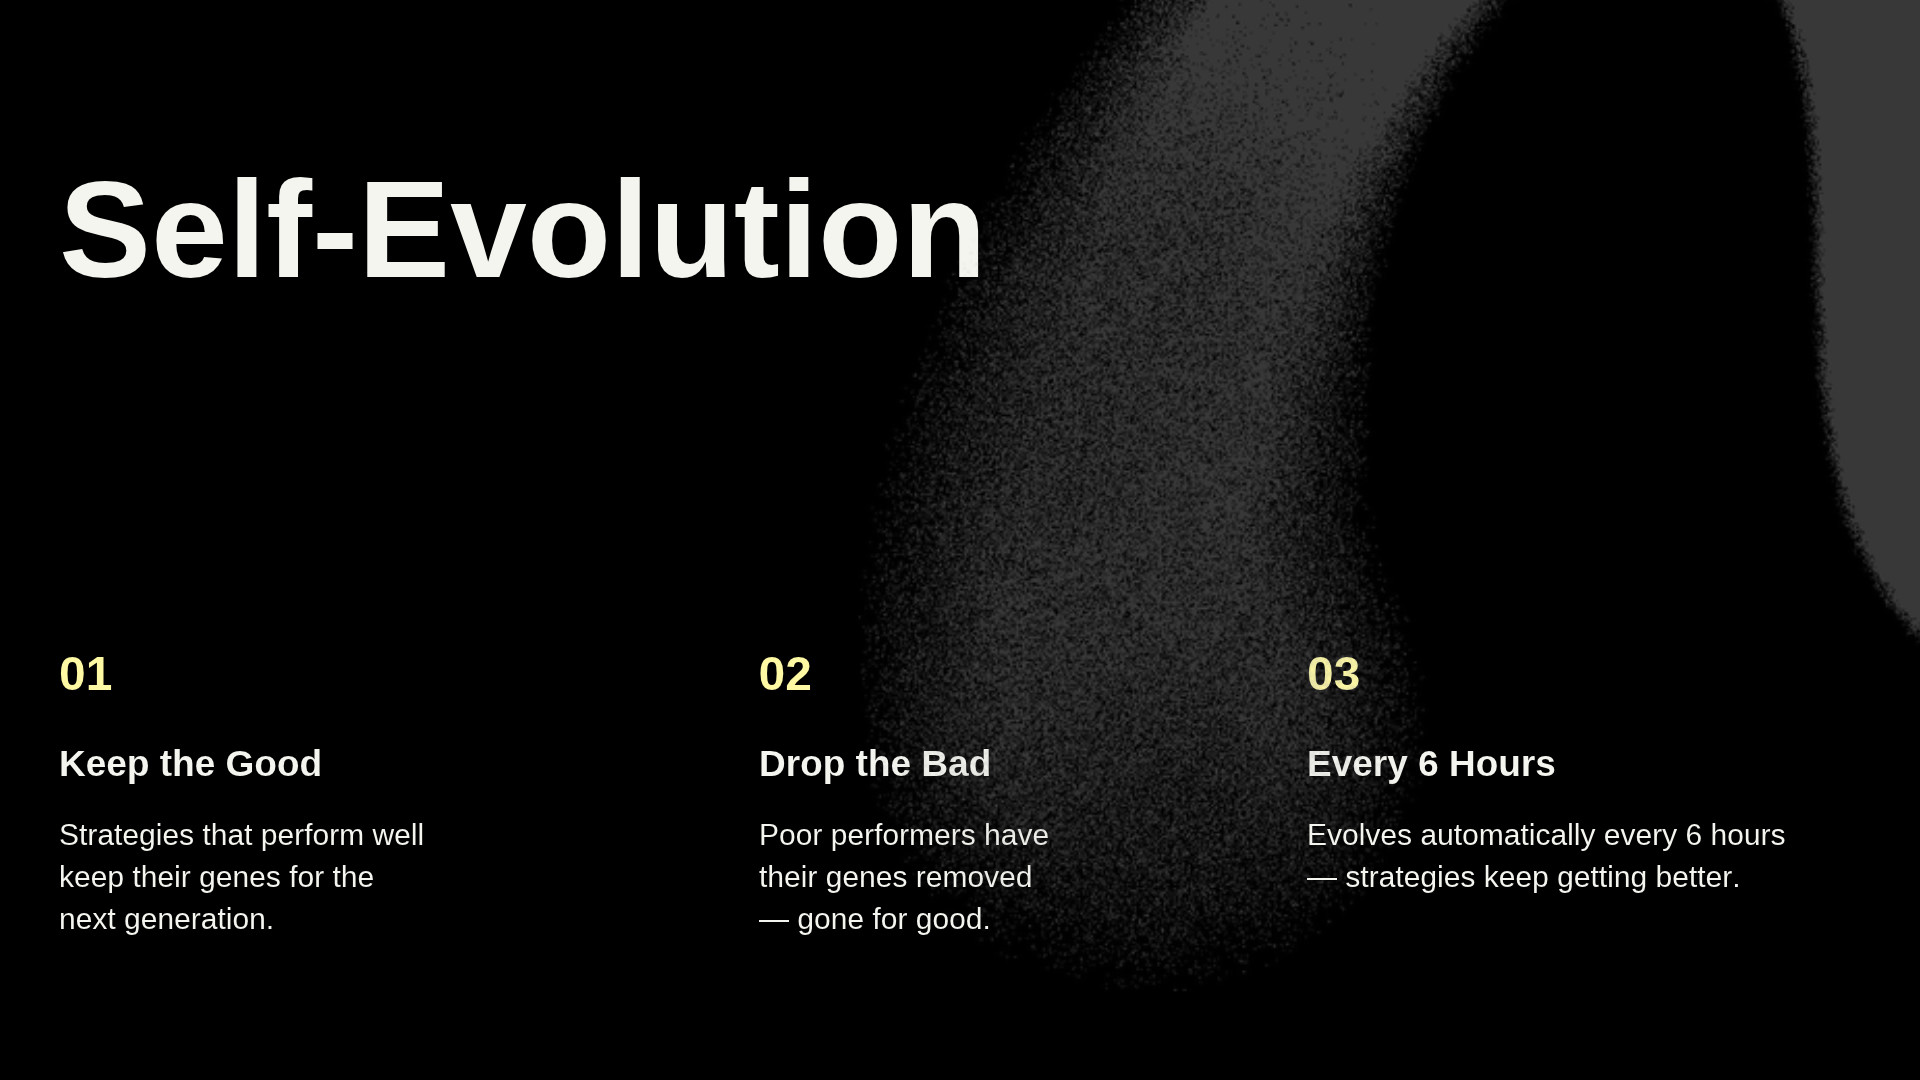 Self-Evolution
01
Keep the Good
Strategies that perform well
keep their genes for the
next generation.
02
Drop the Bad
Poor performers have
their genes removed
— gone for good.
03
Every 6 Hours
Evolves automatically every 6 hours
— strategies keep getting better.